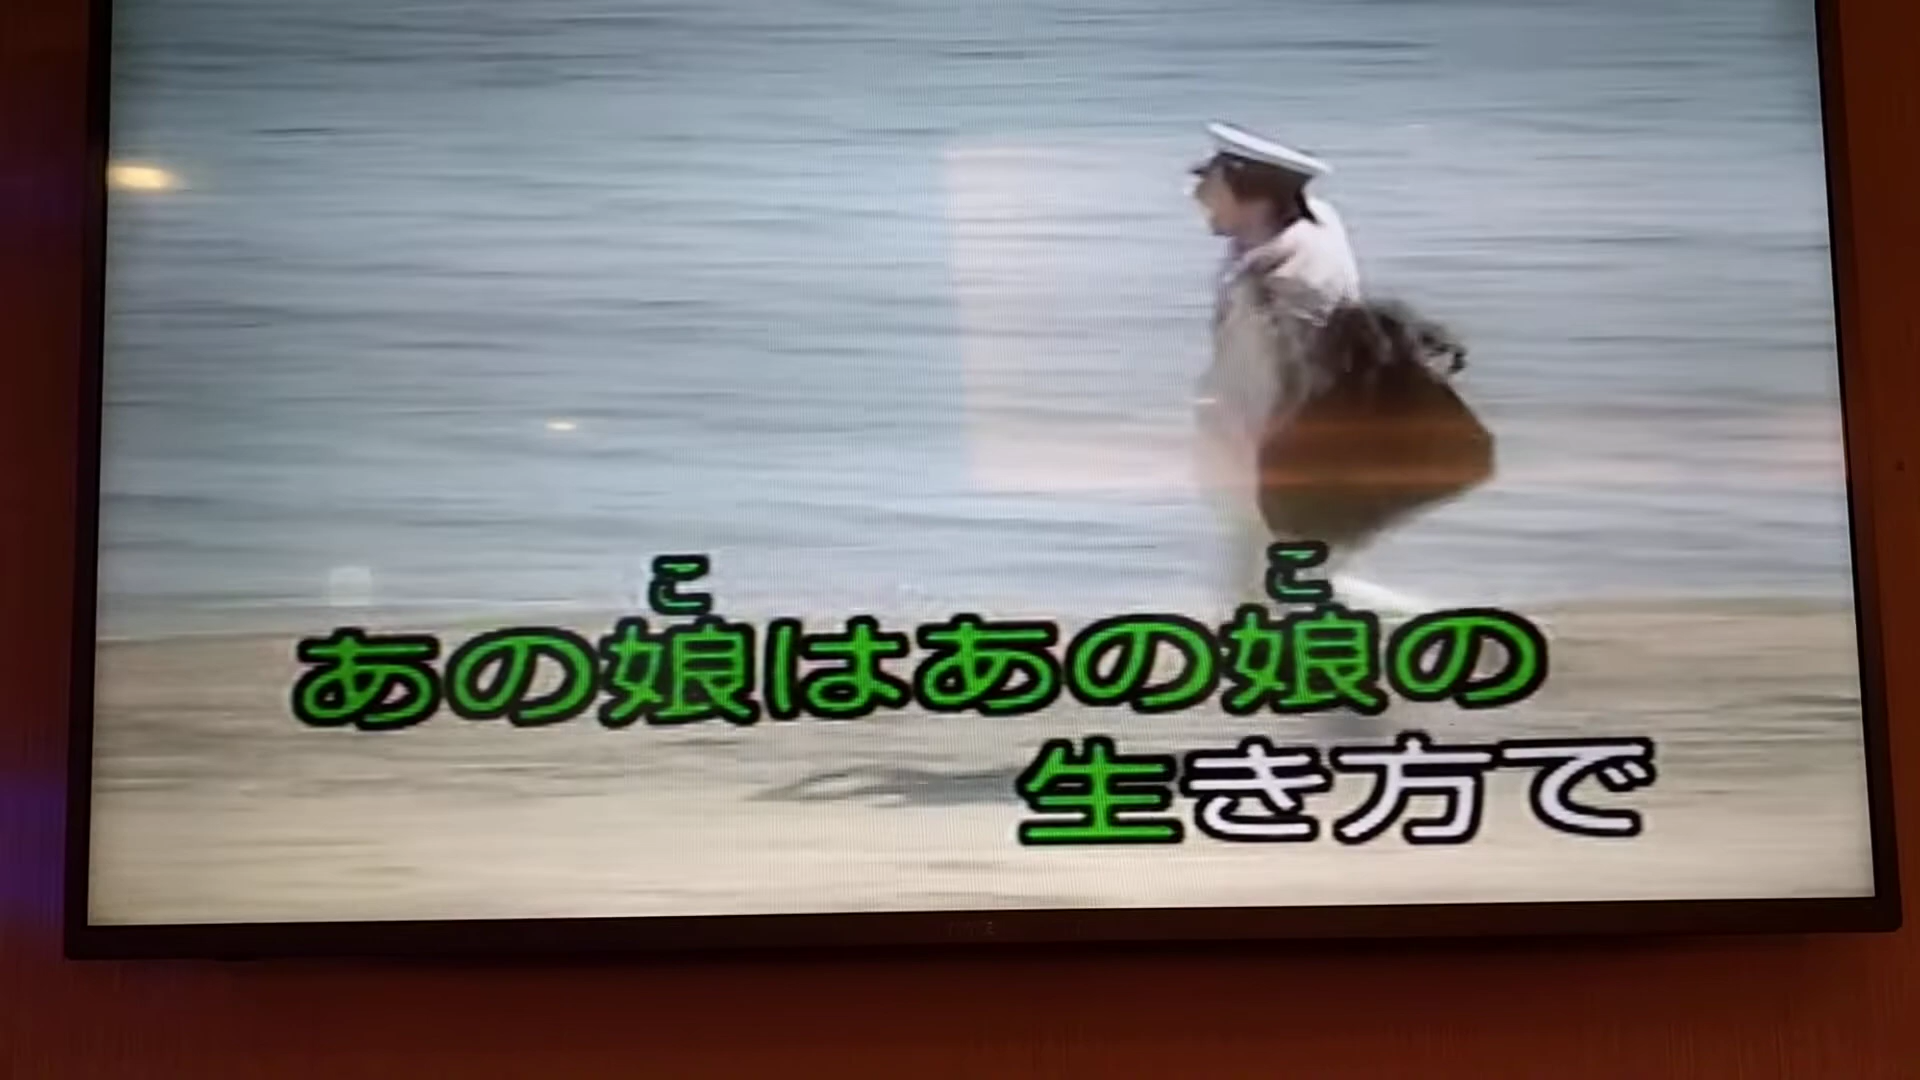 こ こ
あの娘はあの娘の
生き方で